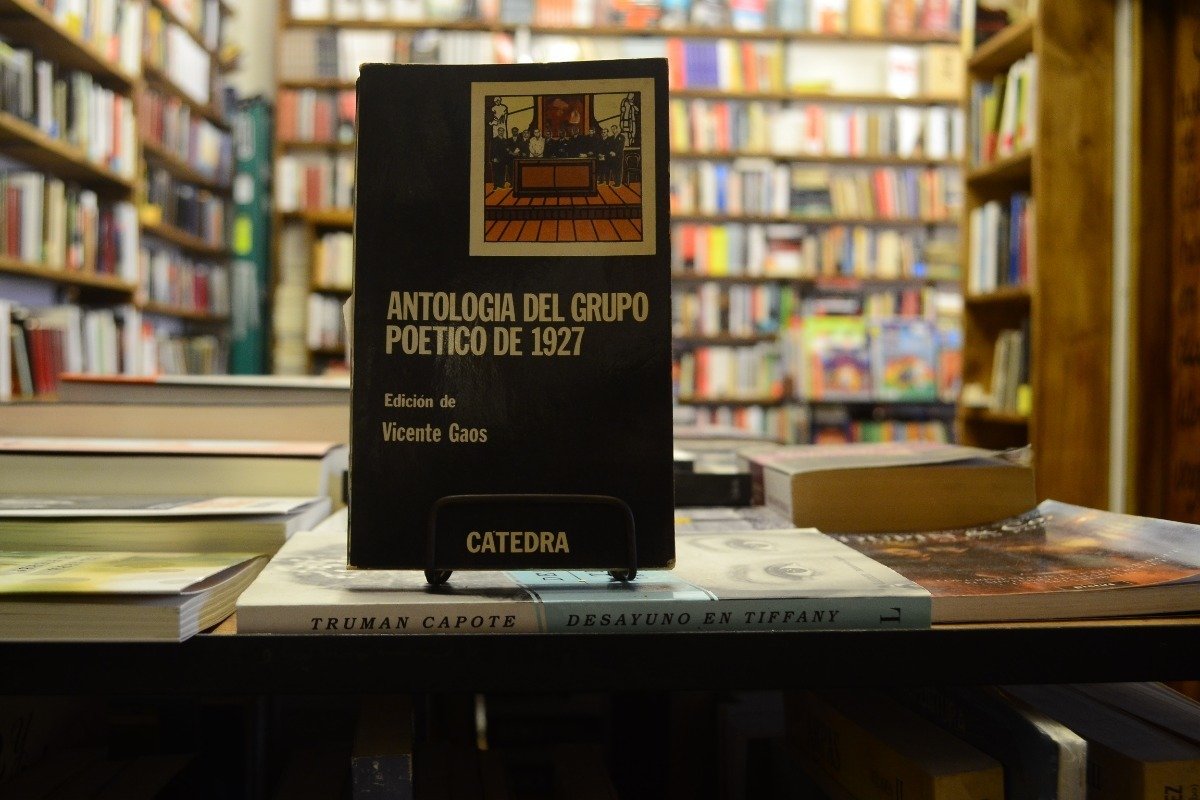 ANTOLOGIA DEL GRUPO
POETICO DE 1927
Edición de
Vicente Gaos
CATEDRA
TRUMAN CAPOTE DESAYUNO EN TIFFANY L